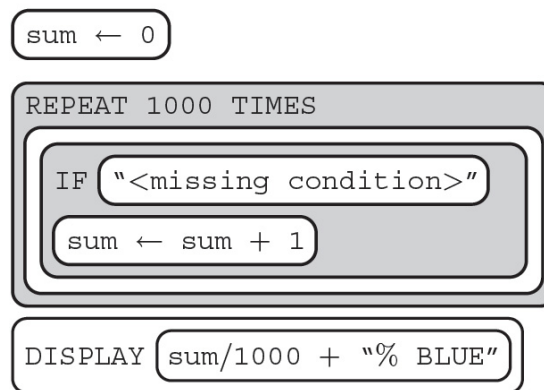 sum ← 0
REPEAT 1000 TIMES
IF “<missing condition>”
sum ← sum + 1
DISPLAY sum/1000 + “% BLUE”